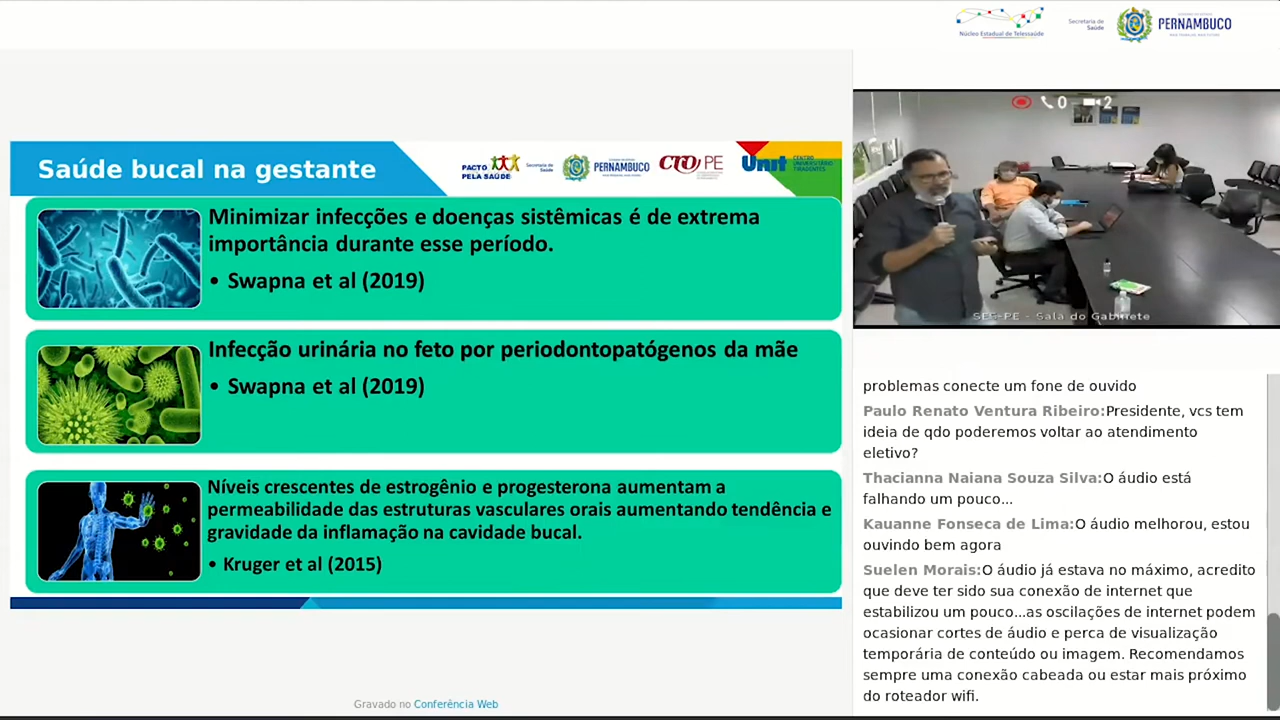 Núcleo Estadual de Telessaúde
Secretaria de
Saúde
PERNAMBUCO
Saúde bucal na gestante
PACTO
PELA SAÚDE
Secretaria de
Saúde
PERNAMBUCO
CRO PE
Unit
CENTRO
UNIVERSITÁRIO
TIRADENTES
Minimizar infecções e doenças sistêmicas é de extrema
importância durante esse período.
• Swapna et al (2019)
Infecção urinária no feto por periodontopatógenos da mãe
• Swapna et al (2019)
Níveis crescentes de estrogênio e progesterona aumentam a
permeabilidade das estruturas vasculares orais aumentando tendência e
gravidade da inflamação na cavidade bucal.
• Kruger et al (2015)
Gravado no Conferência Web
0
2
SES-PE - Sala do Gabinete
problemas conecte um fone de ouvido
Paulo Renato Ventura Ribeiro:Presidente, vcs tem
ideia de qdo poderemos voltar ao atendimento
eletivo?
Thacianna Naiana Souza Silva:O áudio está
falhando um pouco...
Kauanne Fonseca de Lima:O áudio melhorou, estou
ouvindo bem agora
Suelen Morais:O áudio já estava no máximo, acredito
que deve ter sido sua conexão de internet que
estabilizou um pouco...as oscilações de internet podem
ocasionar cortes de áudio e perca de visualização
temporária de conteúdo ou imagem. Recomendamos
sempre uma conexão cabeada ou estar mais próximo
do roteador wifi.